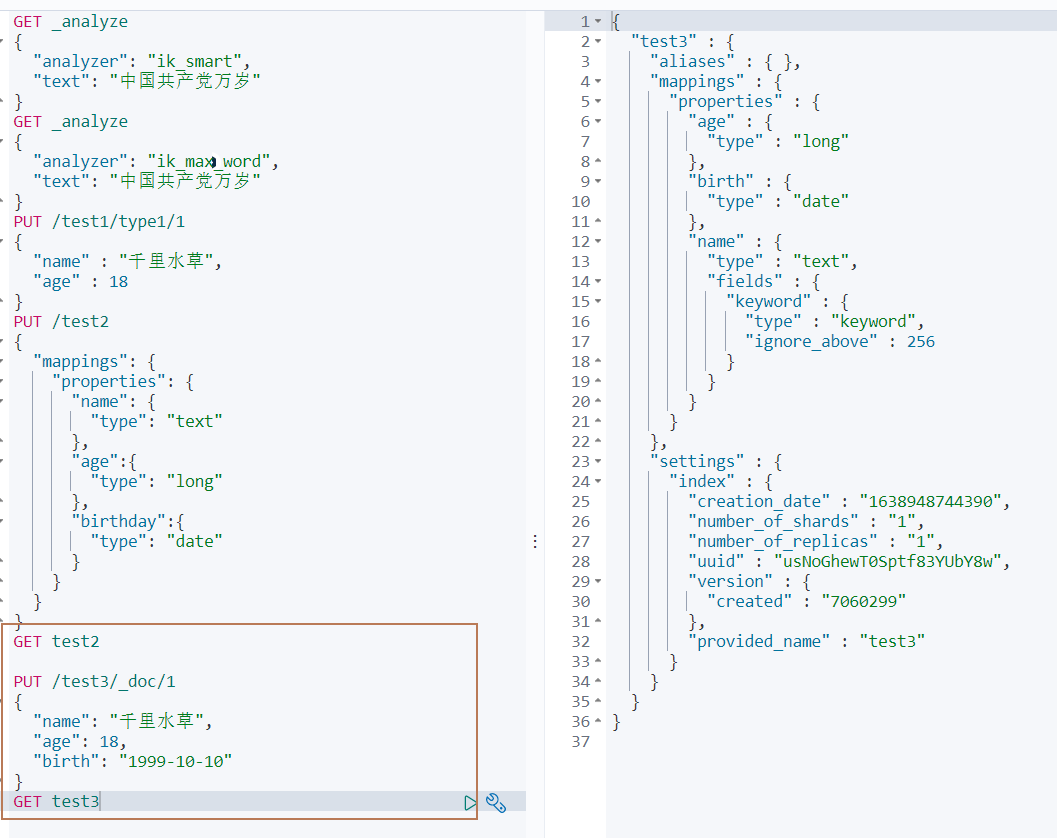 GET _analyze
{
  "analyzer": "ik_smart",
  "text": "中国共产党万岁"
}
GET _analyze
{
  "analyzer": "ik_max_word",
  "text": "中国共产党万岁"
}
PUT /test1/type1/1
{
  "name" : "千里水草",
  "age" : 18
}
PUT /test2
{
  "mappings": {
    "properties": {
      "name": {
        "type": "text"
      },
      "age":{
        "type": "long"
      },
      "birthday":{
        "type": "date"
      }
    }
  }
}
GET test2
PUT /test3/_doc/1
{
  "name": "千里水草",
  "age": 18,
  "birth": "1999-10-10"
}
GET test3
1 {
2   "test3" : {
3     "aliases" : { },
4     "mappings" : {
5       "properties" : {
6         "age" : {
7           "type" : "long"
8         },
9         "birth" : {
10           "type" : "date"
11         },
12         "name" : {
13           "type" : "text",
14           "fields" : {
15             "keyword" : {
16               "type" : "keyword",
17               "ignore_above" : 256
18             }
19           }
20         }
21       }
22     },
23     "settings" : {
24       "index" : {
25         "creation_date" : "1638948744390",
26         "number_of_shards" : "1",
27         "number_of_replicas" : "1",
28         "uuid" : "usNoGhewT0Sptf83YUbY8w",
29         "version" : {
30           "created" : "7060299"
31         },
32         "provided_name" : "test3"
33       }
34     }
35   }
36 }
37